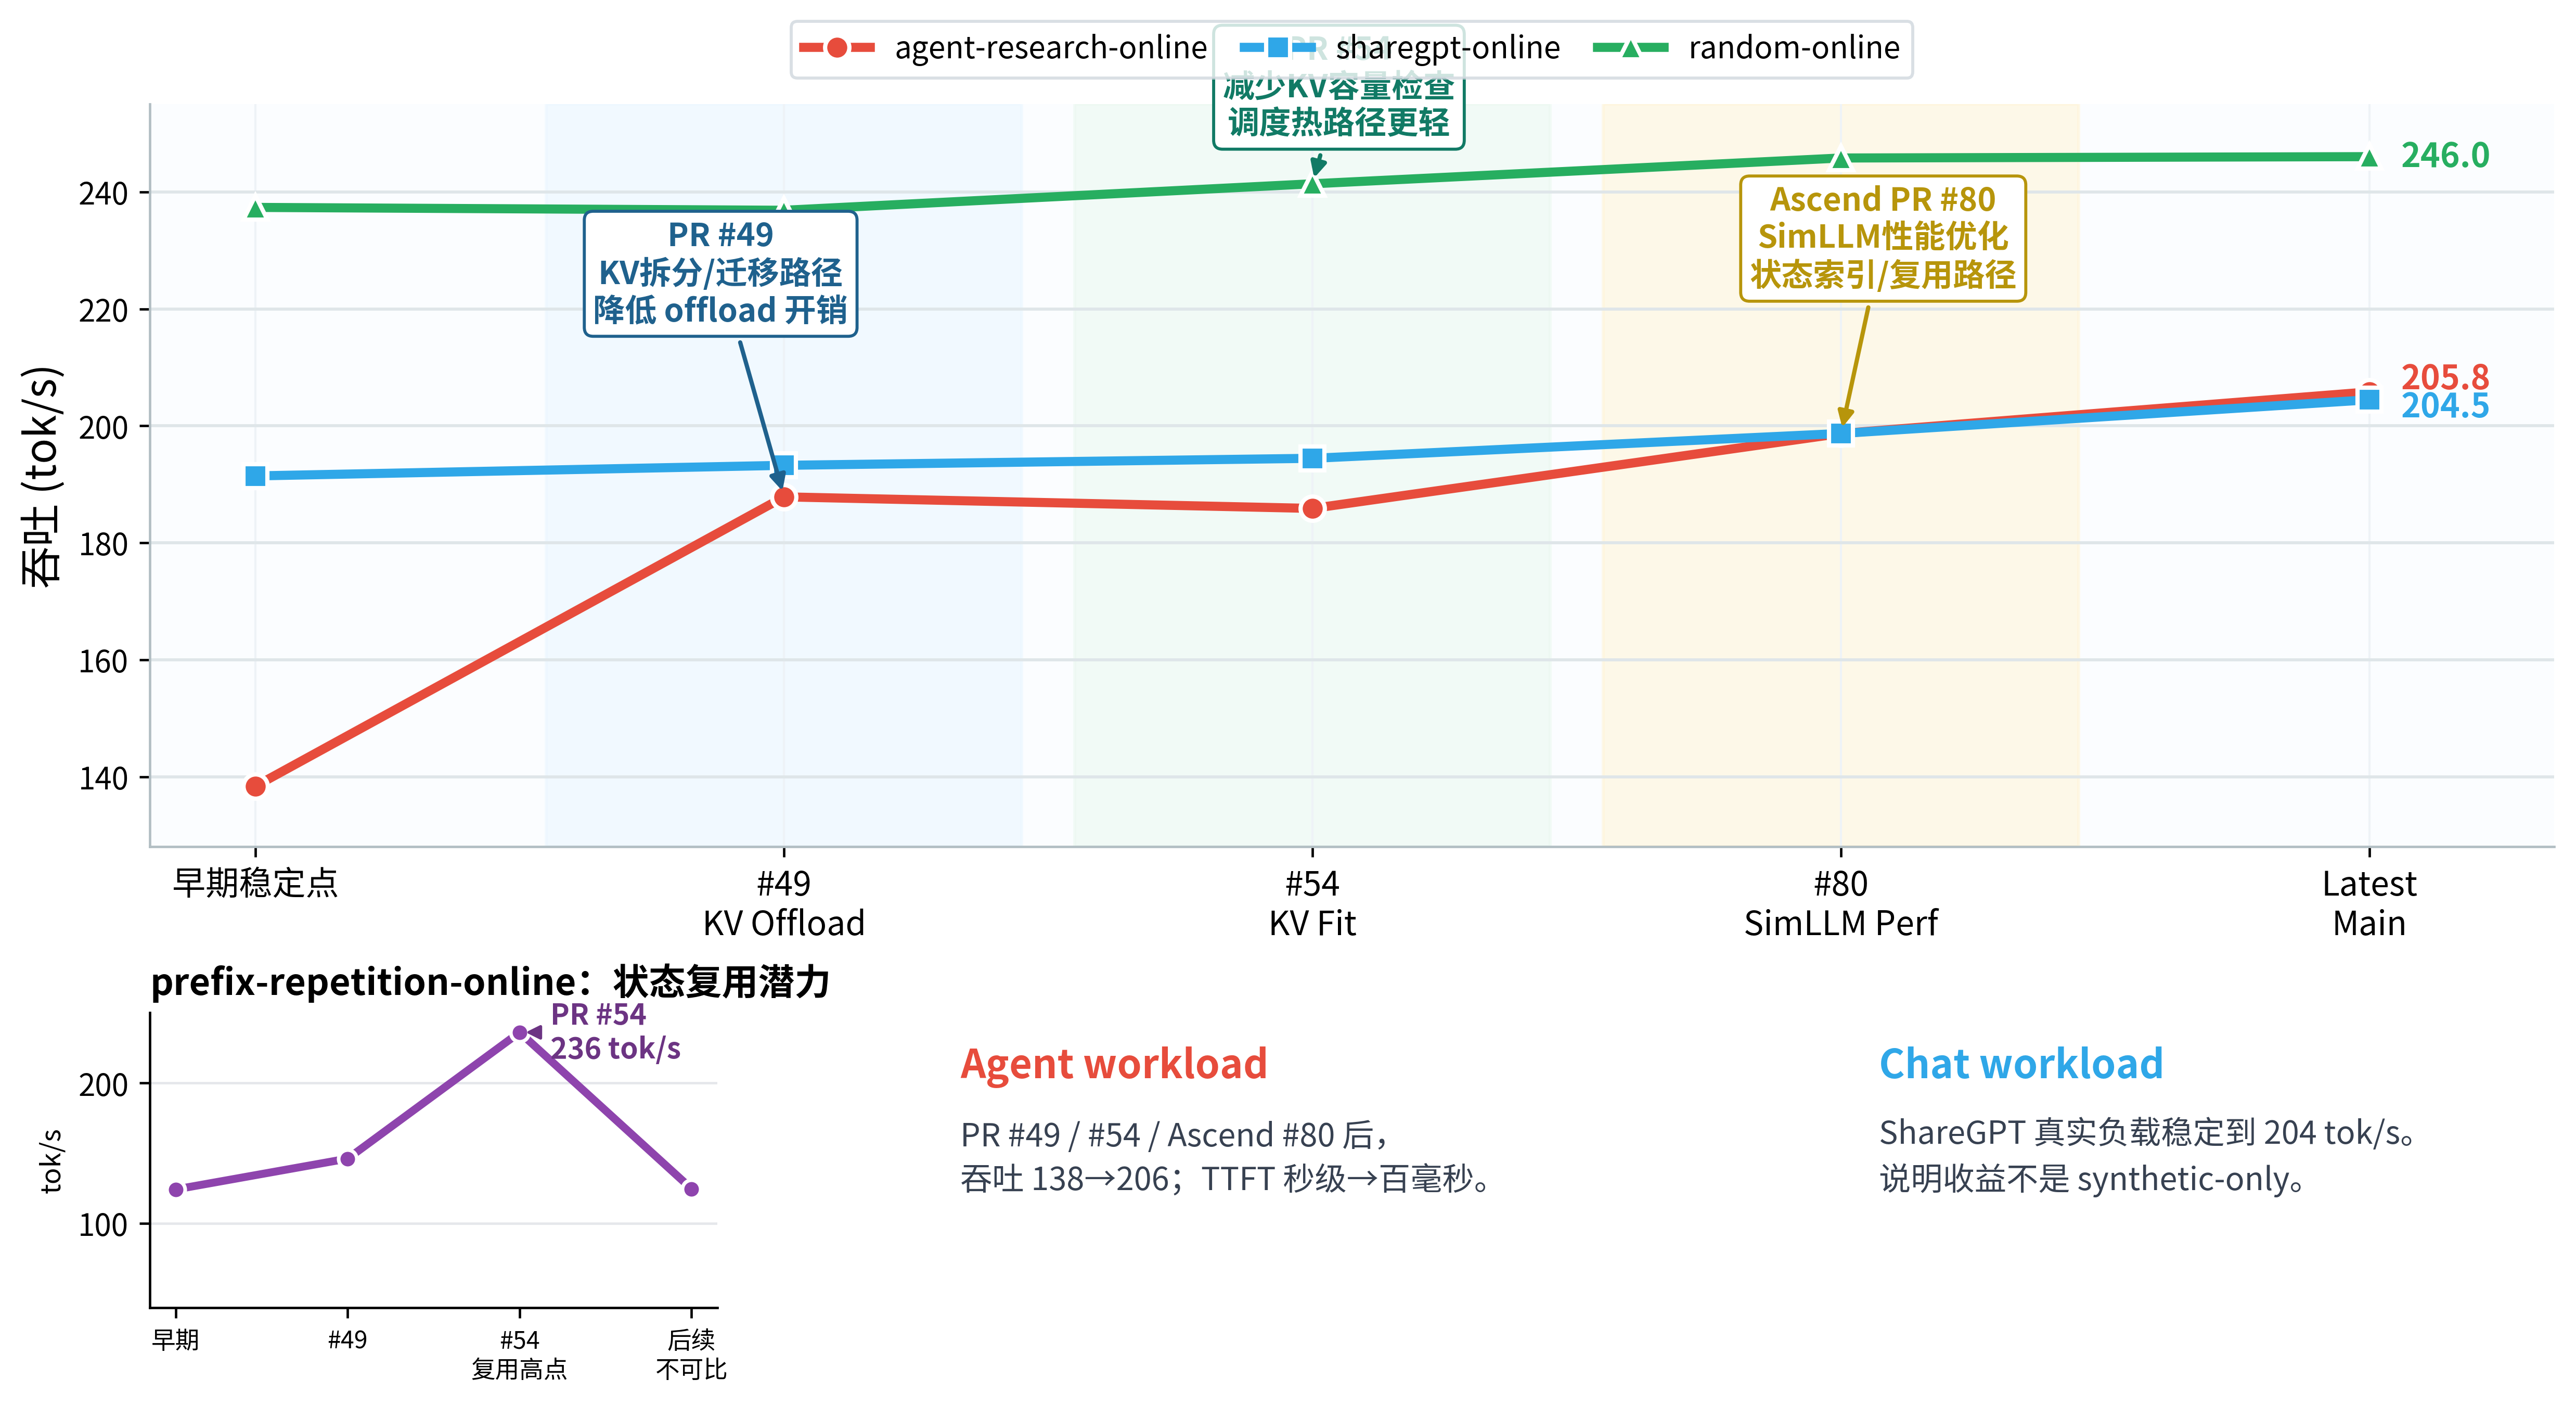 agent-research-online
sharegpt-online
random-online
PR #54
减少KV容量检查
调度热路径更轻
246.0
240
PR #49
KV拆分/迁移路径
降低 offload 开销
Ascend PR #80
SimLLM性能优化
状态索引/复用路径
220
205.8
204.5
200
180
160
140
吞吐 (tok/s)
早期稳定点
#49
KV Offload
#54
KV Fit
#80
SimLLM Perf
Latest
Main
prefix-repetition-online：状态复用潜力
PR #54
236 tok/s
200
100
tok/s
早期
#49
#54
复用高点
后续
不可比
Agent workload
PR #49 / #54 / Ascend #80 后，
吞吐 138→206；TTFT 秒级→百毫秒。
Chat workload
ShareGPT 真实负载稳定到 204 tok/s。
说明收益不是 synthetic-only。